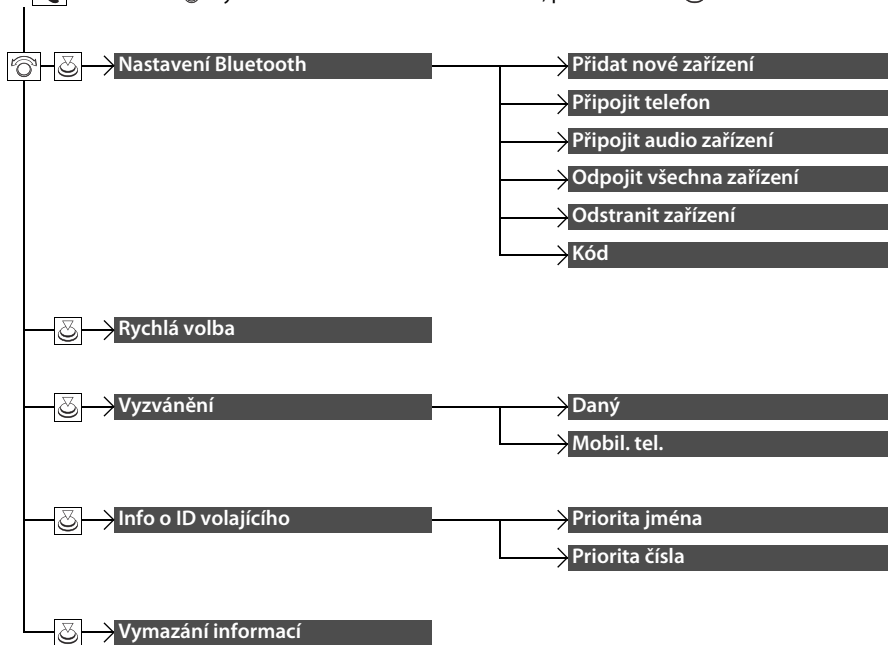 Nastavení Bluetooth
Přidat nové zařízení
Připojit telefon
Připojit audio zařízení
Odpojit všechna zařízení
Odstranit zařízení
Kód
Rychlá volba
Vyzvánění
Daný
Mobil. tel.
Info o ID volajícího
Priorita jména
Priorita čísla
Vymazání informací